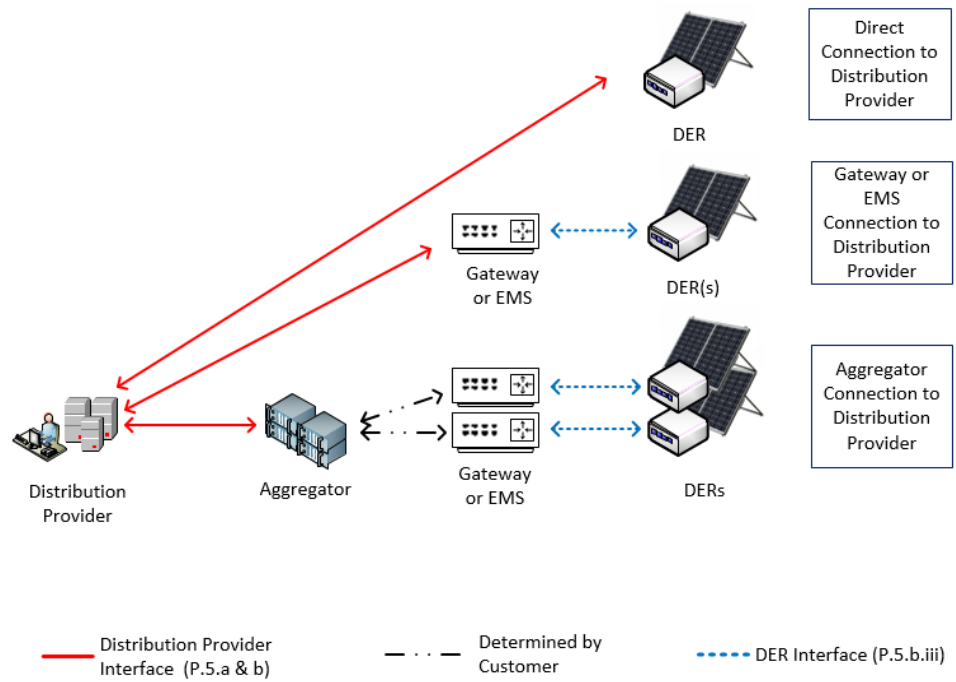 Direct
Connection to
Distribution
Provider
DER
Gateway or
EMS
Connection to
Distribution
Provider
Gateway
or EMS
DER(s)
Aggregator
Connection to
Distribution
Provider
Distribution
Provider
Aggregator
Gateway
or EMS
DERs
Distribution Provider
Interface (P.5.a & b)
Determined by
Customer
DER Interface (P.5.b.iii)